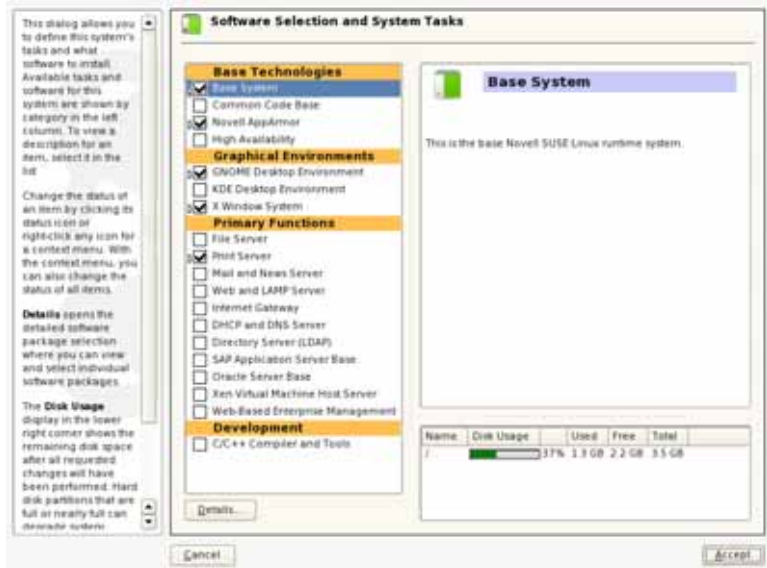 This dialog allows you
to define this system's
tasks and what
software to install.
Available tasks and
software for this
system are shown by
category in the left
column. To view a
description for an
item, select it in the
list
Change the status of
an item by clicking its
status icon or
right-click any icon for
a context menu. With
the context menu, you
can also change the
status of all items.
Details opens the
detailed software
package selection
where you can view
and select individual
software packages.
The Disk Usage
display in the lower
right corner shows the
remaining disk space
after all requested
changes will have
been performed. Hard
disk partitions that are
full or nearly full can
degrade system
Software Selection and System Tasks
Base Technologies
Base System
Common Code Base
Novell AppArmor
High Availability
Graphical Environments
GNOME Desktop Environment
KDE Desktop Environment
X Window System
Primary Functions
File Server
Print Server
Mail and News Server
Web and LAMP Server
Internet Gateway
DHCP and DNS Server
Directory Server (LDAP)
SAP Application Server Base
Oracle Server Base
Xen Virtual Machine Host Server
Web-Based Enterprise Management
Development
C/C++ Compiler and Tools
Details...
Base System
This is the base Novell SUSE Linux runtime system.
Name Disk Usage Used Free Total
/ 37% 1.3 GB 2.2 GB 3.5 GB
Cancel
Accept